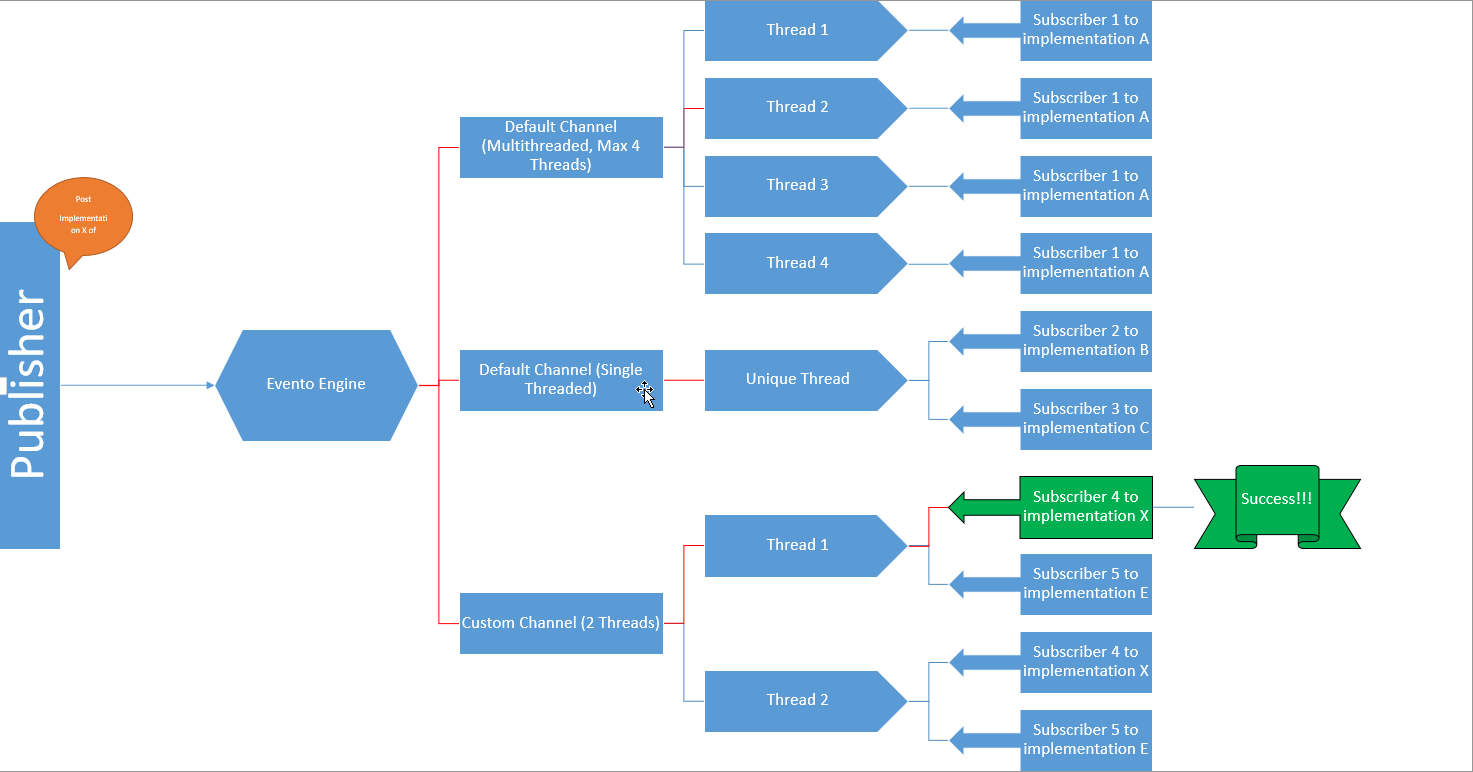 Post
Implementati
on X of
Publisher
Evento Engine
Default Channel
(Multithreaded, Max 4
Threads)
Thread 1
Subscriber 1 to
implementation A
Thread 2
Subscriber 1 to
implementation A
Thread 3
Subscriber 1 to
implementation A
Thread 4
Subscriber 1 to
implementation A
Default Channel (Single
Threaded)
Unique Thread
Subscriber 2 to
implementation B
Subscriber 3 to
implementation C
Custom Channel (2 Threads)
Thread 1
Subscriber 4 to
implementation X
Success!!!
Subscriber 5 to
implementation E
Thread 2
Subscriber 4 to
implementation X
Subscriber 5 to
implementation E